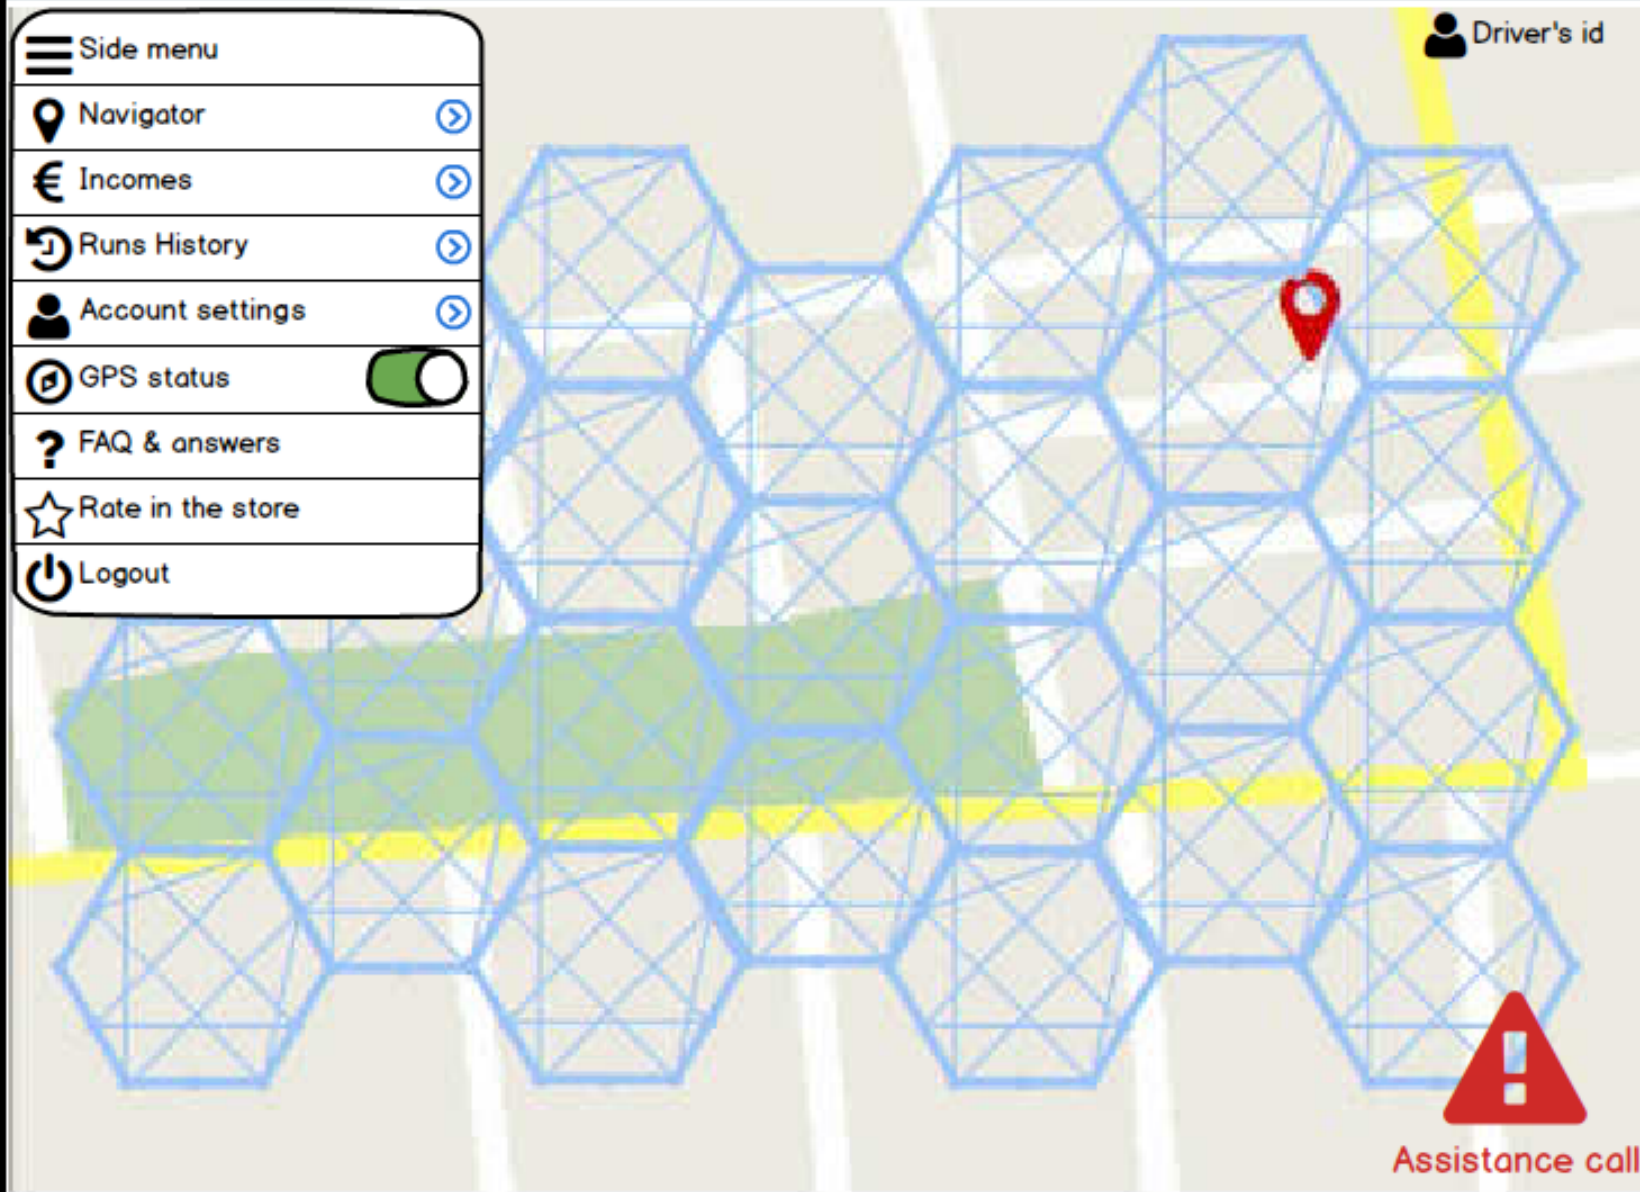 Side menu
Driver's id
Navigator
Incomes
Runs History
Account settings
GPS status
FAQ & answers
Rate in the store
Logout
Assistance call